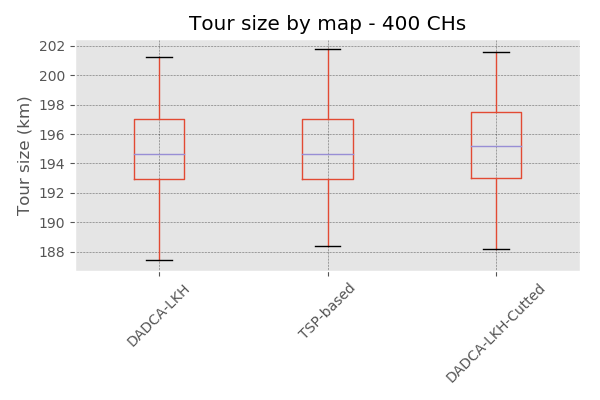 Tour size by map - 400 CHs
Tour size (km)
202
200
198
196
194
192
190
188
DADCA-LKH
TSP-based
DADCA-LKH-Cutted